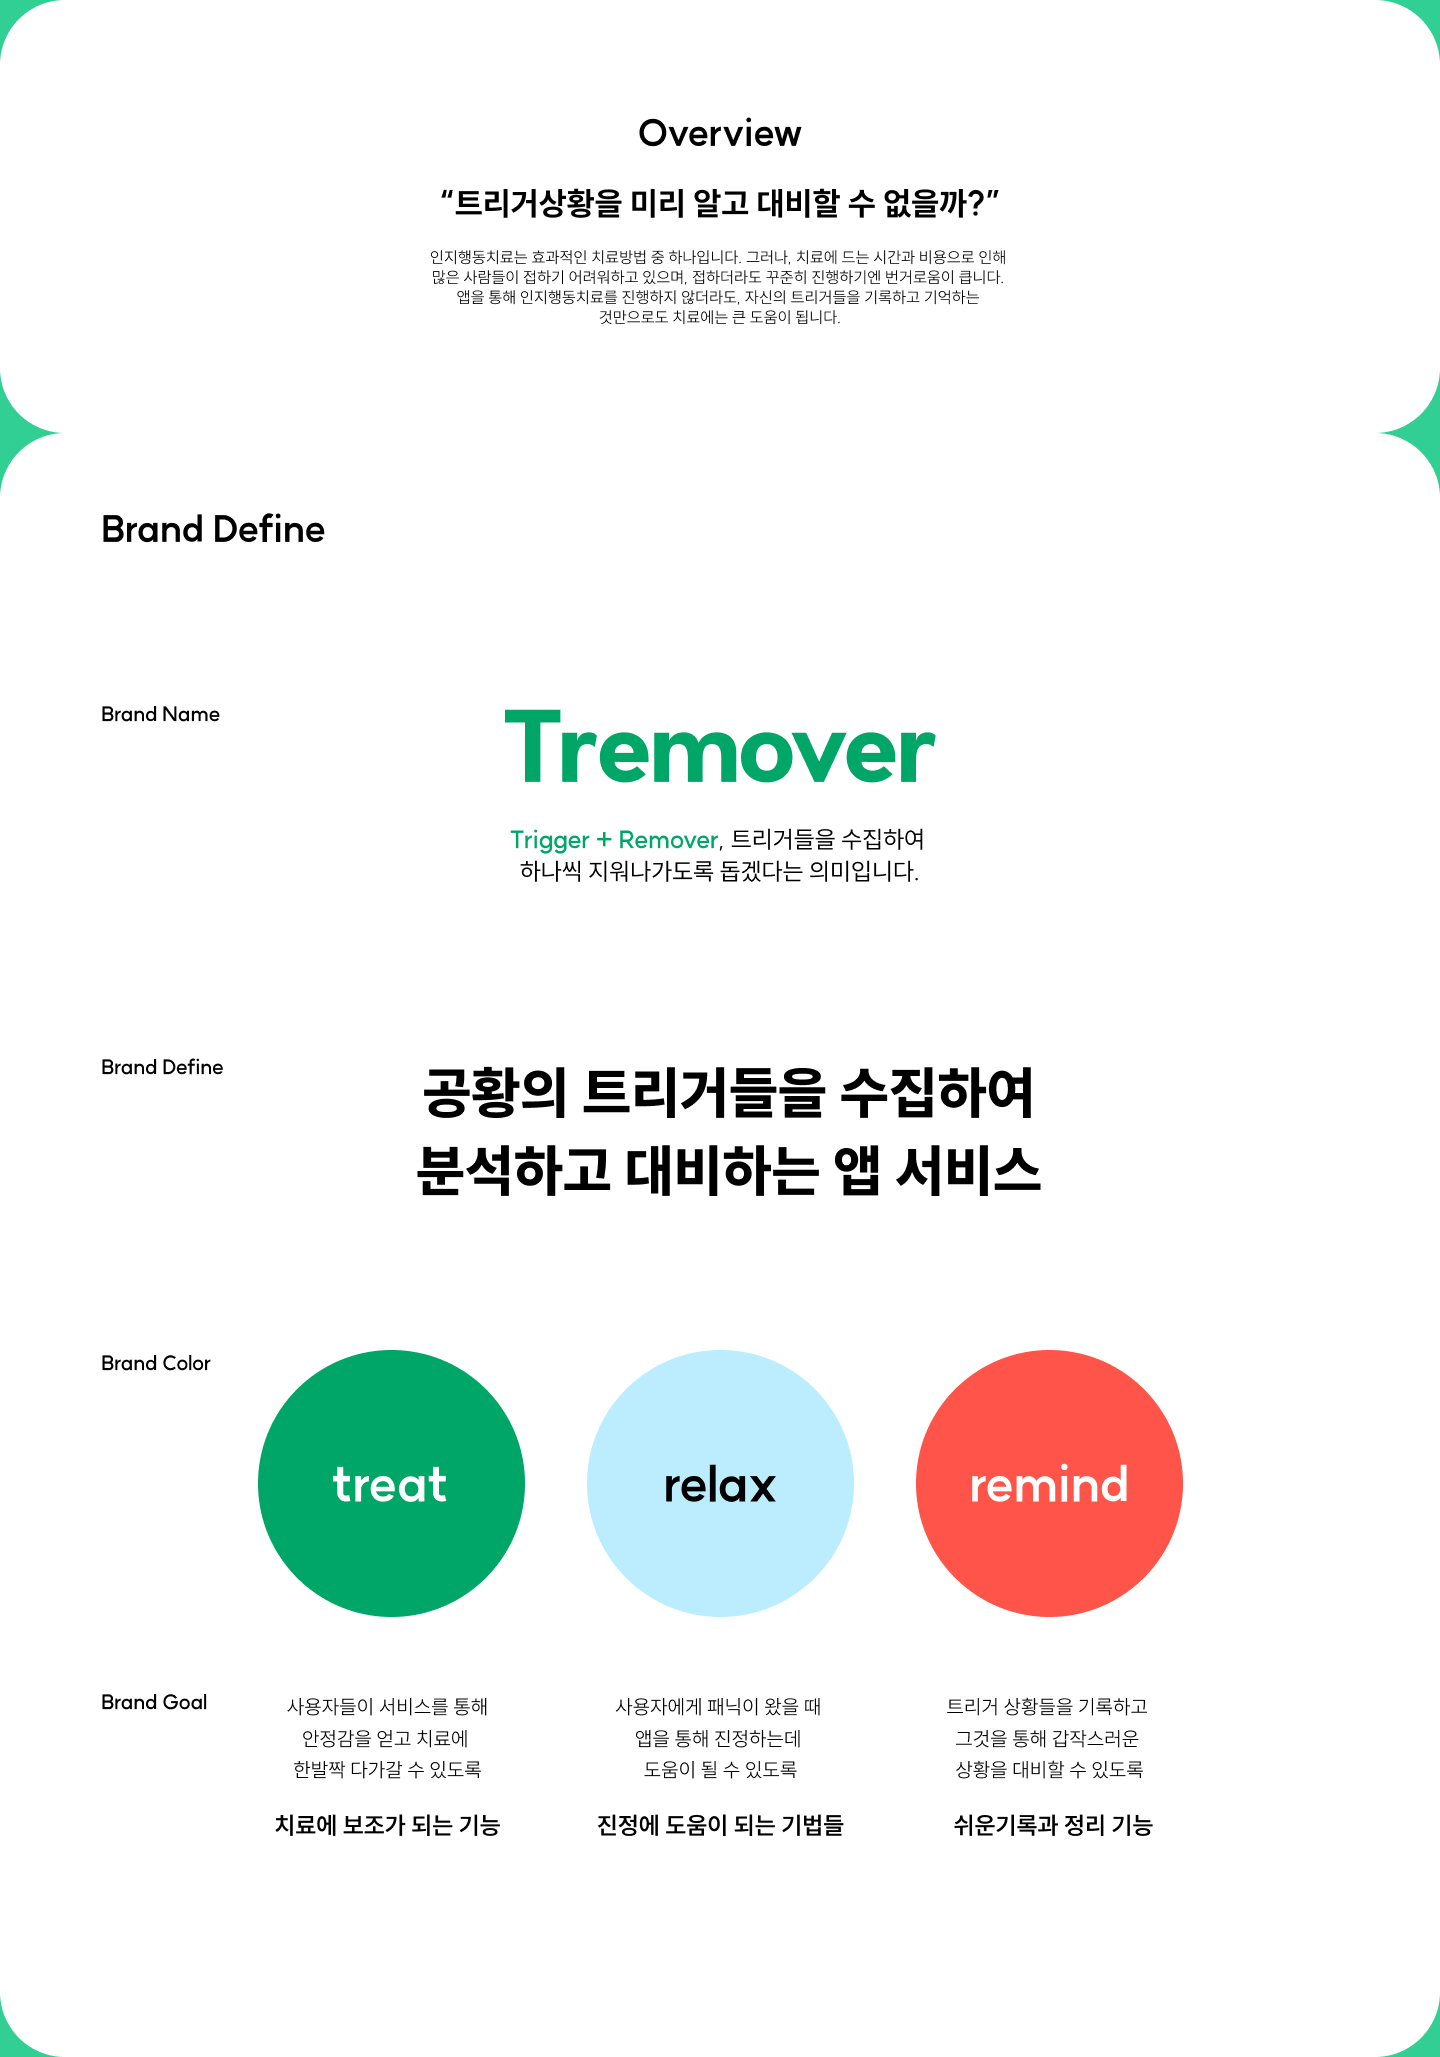 Overview
“트리거상황을 미리 알고 대비할 수 없을까?”
인지행동치료는 효과적인 치료방법 중 하나입니다. 그러나, 치료에 드는 시간과 비용으로 인해
많은 사람들이 접하기 어려워하고 있으며, 접하더라도 꾸준히 진행하기엔 번거로움이 큽니다.
앱을 통해 인지행동치료를 진행하지 않더라도, 자신의 트리거들을 기록하고 기억하는
것만으로도 치료에는 큰 도움이 됩니다.
Brand Define
Brand Name
Tremover
Trigger + Remover, 트리거들을 수집하여
하나씩 지워나가도록 돕겠다는 의미입니다.
Brand Define
공황의 트리거들을 수집하여
분석하고 대비하는 앱 서비스
Brand Color
treat
relax
remind
Brand Goal
사용자들이 서비스를 통해
안정감을 얻고 치료에
한발짝 다가갈 수 있도록
치료에 보조가 되는 기능
사용자에게 패닉이 왔을 때
앱을 통해 진정하는데
도움이 될 수 있도록
진정에 도움이 되는 기법들
트리거 상황들을 기록하고
그것을 통해 갑작스러운
상황을 대비할 수 있도록
쉬운기록과 정리 기능